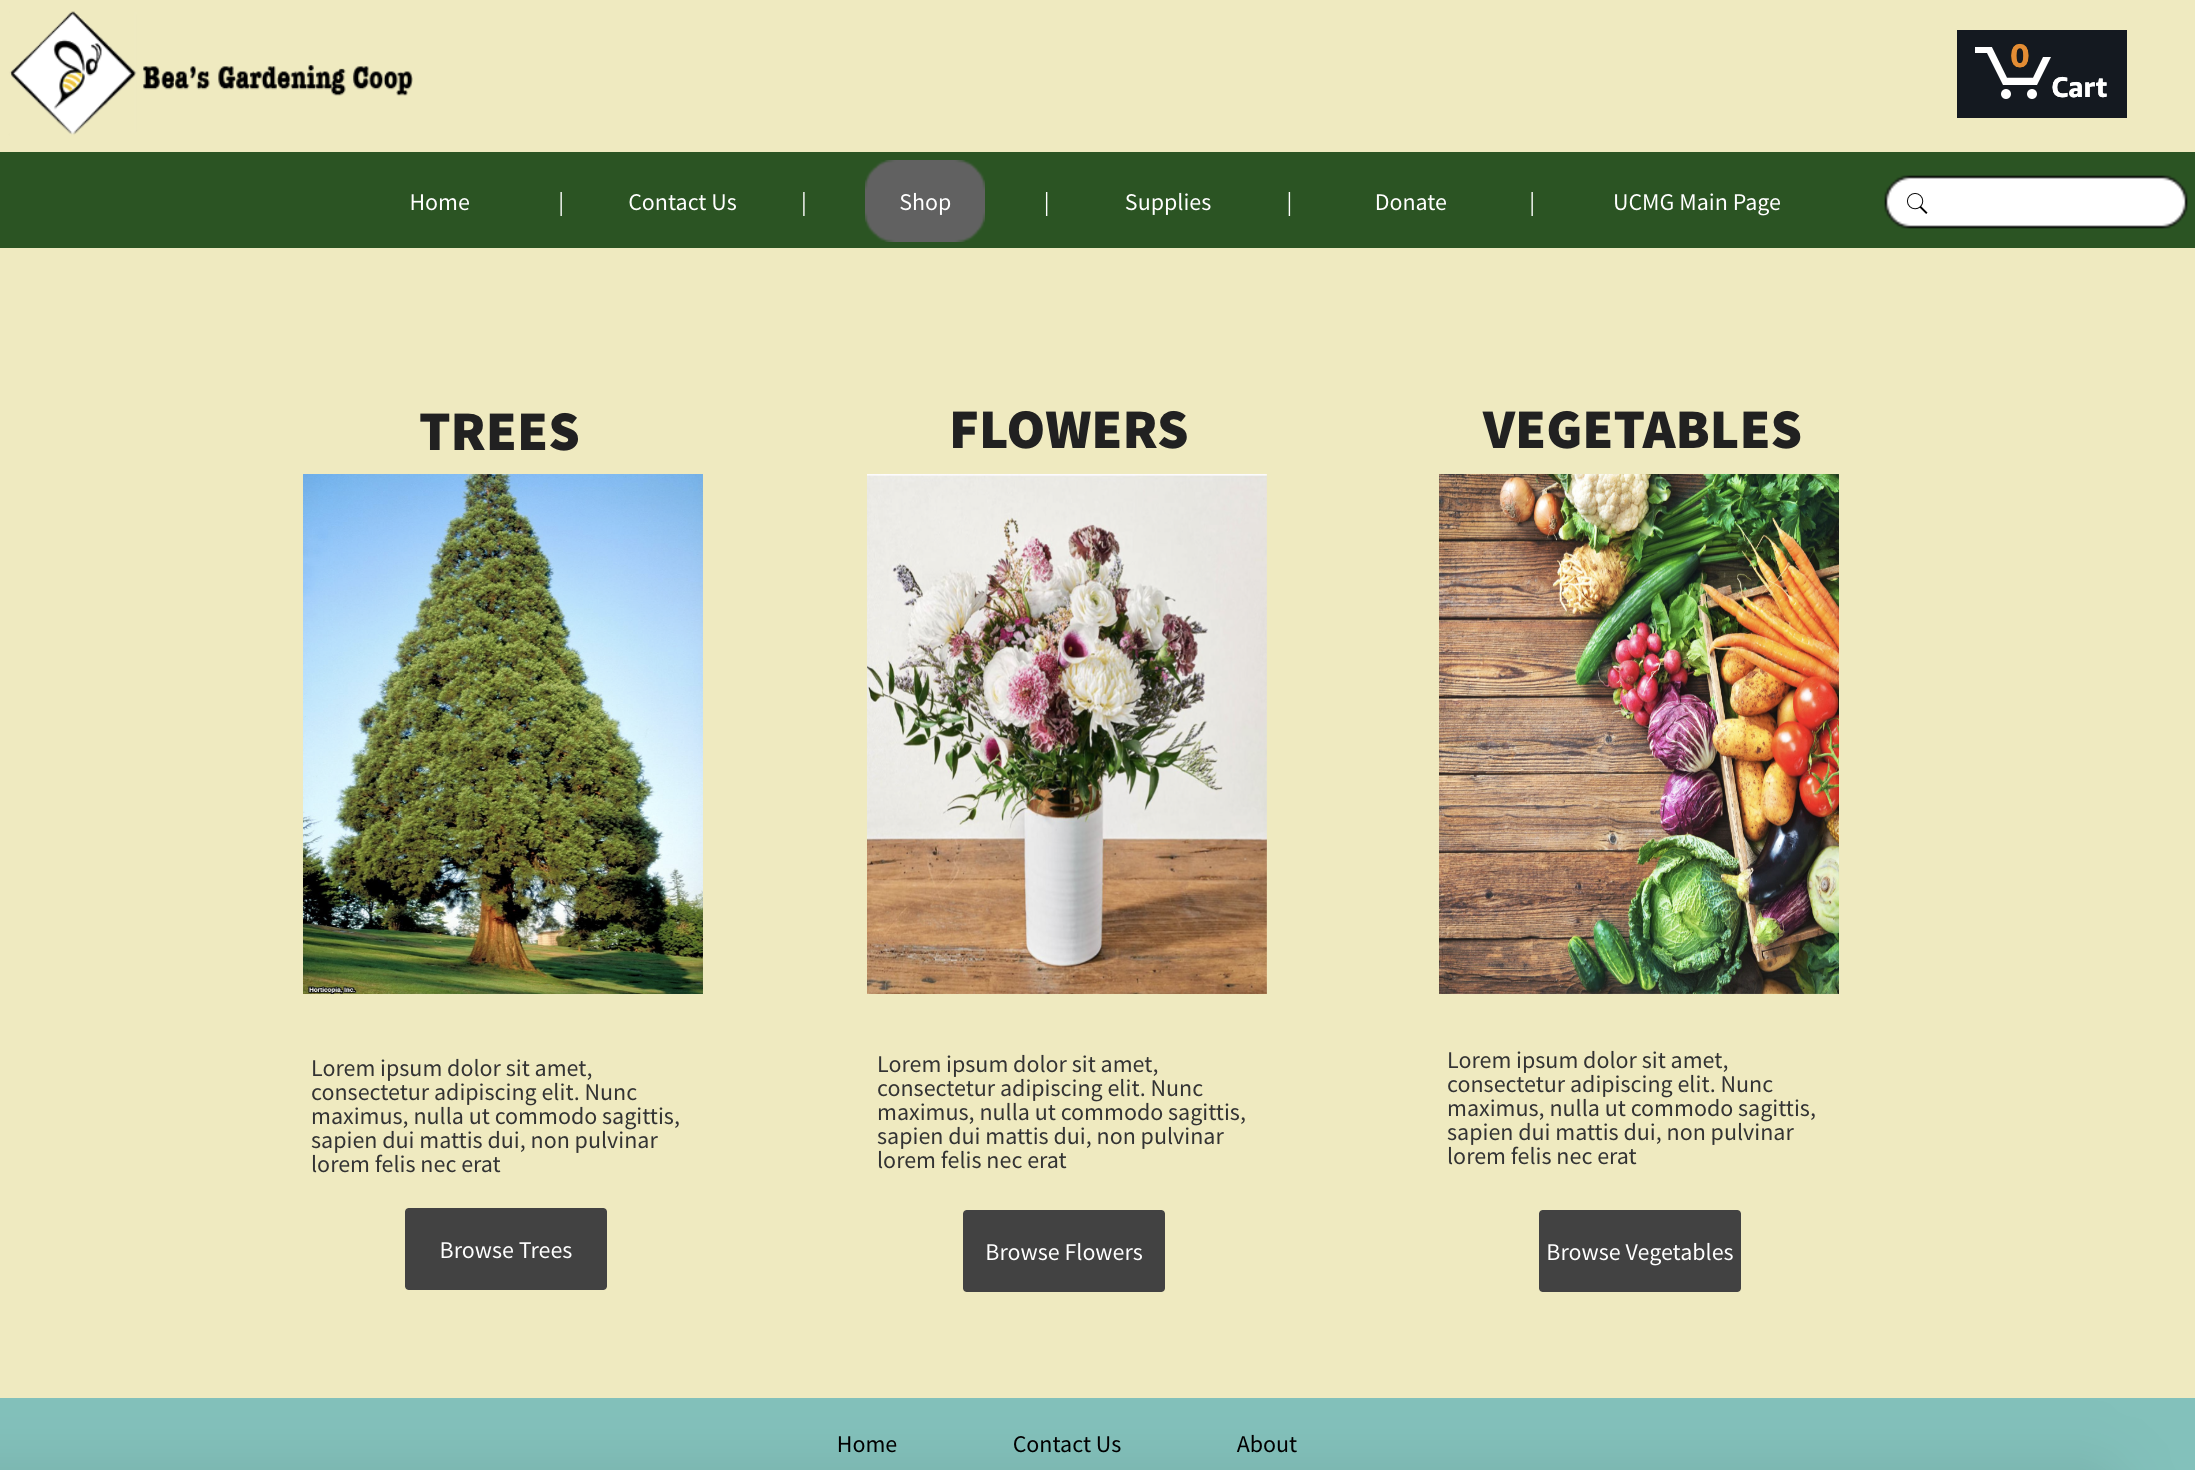 Bea's Gardening Coop
0
Cart
Home | Contact Us | Shop | Supplies | Donate | UCMG Main Page
TREES
FLOWERS
VEGETABLES
Horticopia, Inc.
Lorem ipsum dolor sit amet,
consectetur adipiscing elit. Nunc
maximus, nulla ut commodo sagittis,
sapien dui mattis dui, non pulvinar
lorem felis nec erat
Lorem ipsum dolor sit amet,
consectetur adipiscing elit. Nunc
maximus, nulla ut commodo sagittis,
sapien dui mattis dui, non pulvinar
lorem felis nec erat
Lorem ipsum dolor sit amet,
consectetur adipiscing elit. Nunc
maximus, nulla ut commodo sagittis,
sapien dui mattis dui, non pulvinar
lorem felis nec erat
Browse Trees
Browse Flowers
Browse Vegetables
Home Contact Us About